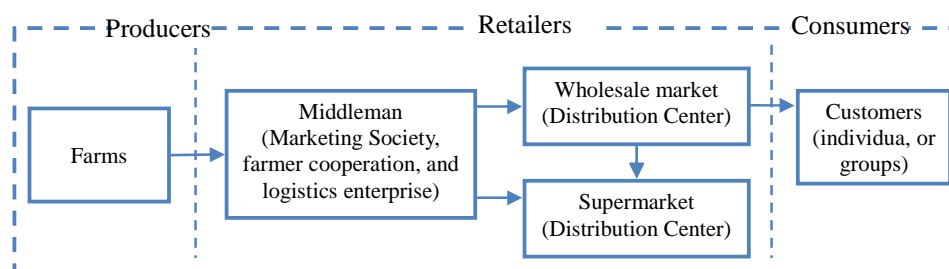 Producers
Retailers
Consumers
Farms
Middleman
(Marketing Society,
farmer cooperation, and
logistics enterprise)
Wholesale market
(Distribution Center)
Supermarket
(Distribution Center)
Customers
(individua, or
groups)